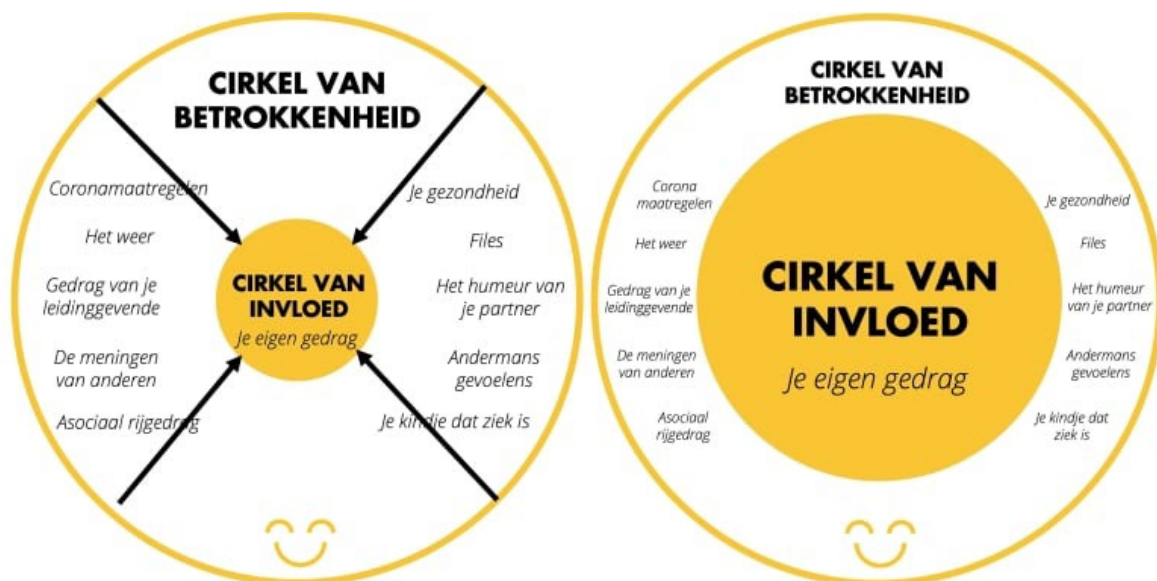 CIRKEL VAN
BETROKKENHEID
Coronamaatregelen
Het weer
Gedrag van je
leidinggevende
De meningen
van anderen
Asociaal rijgedrag
CIRKEL VAN
INVLOED
Je eigen gedrag
Je gezondheid
Files
Het humeur van
je partner
Andermans
gevoelens
Je kindje dat ziek is
CIRKEL VAN
BETROKKENHEID
Corona
maatregelen
Het weer
Gedrag van je
leidinggevende
De meningen
van anderen
Asociaal
rijgedrag
CIRKEL VAN
INVLOED
Je eigen gedrag
Je gezondheid
Files
Het humeur
van je partner
Andermans
gevoelens
Je kindje dat
ziek is